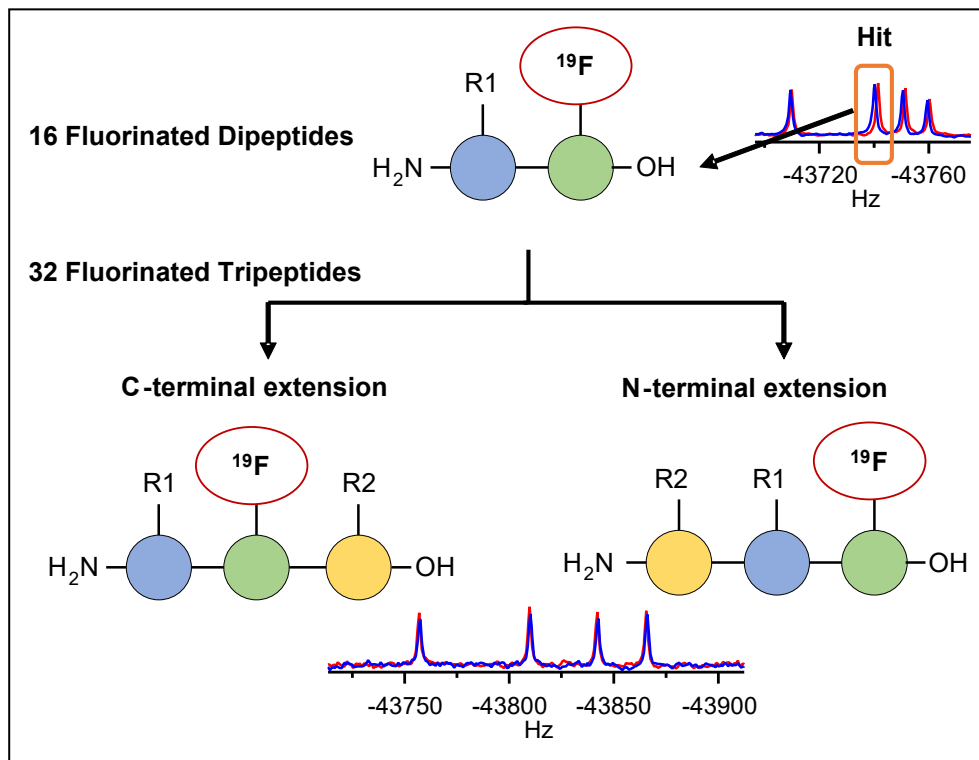 Hit
¹⁹F
R1
16 Fluorinated Dipeptides
H₂N
OH
-43720 -43760
Hz
32 Fluorinated Tripeptides
C-terminal extension
N-terminal extension
¹⁹F
¹⁹F
R1
R2
R2
R1
H₂N
OH
H₂N
OH
-43750 -43800 -43850 -43900
Hz